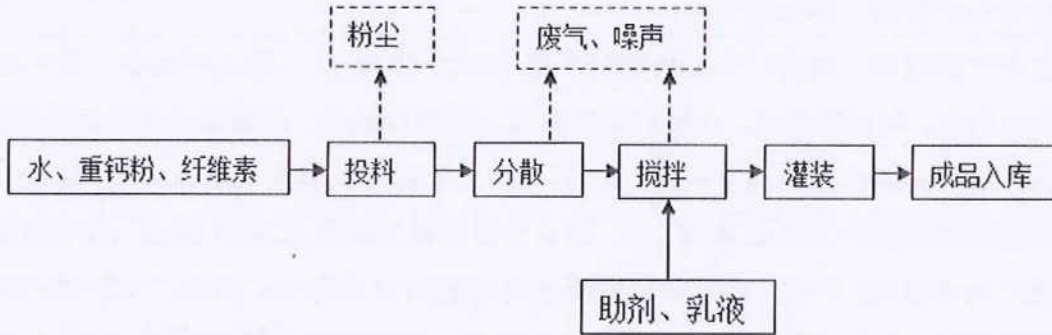 粉尘
废气、噪声
水、重钙粉、纤维素
投料
分散
搅拌
灌装
成品入库
助剂、乳液